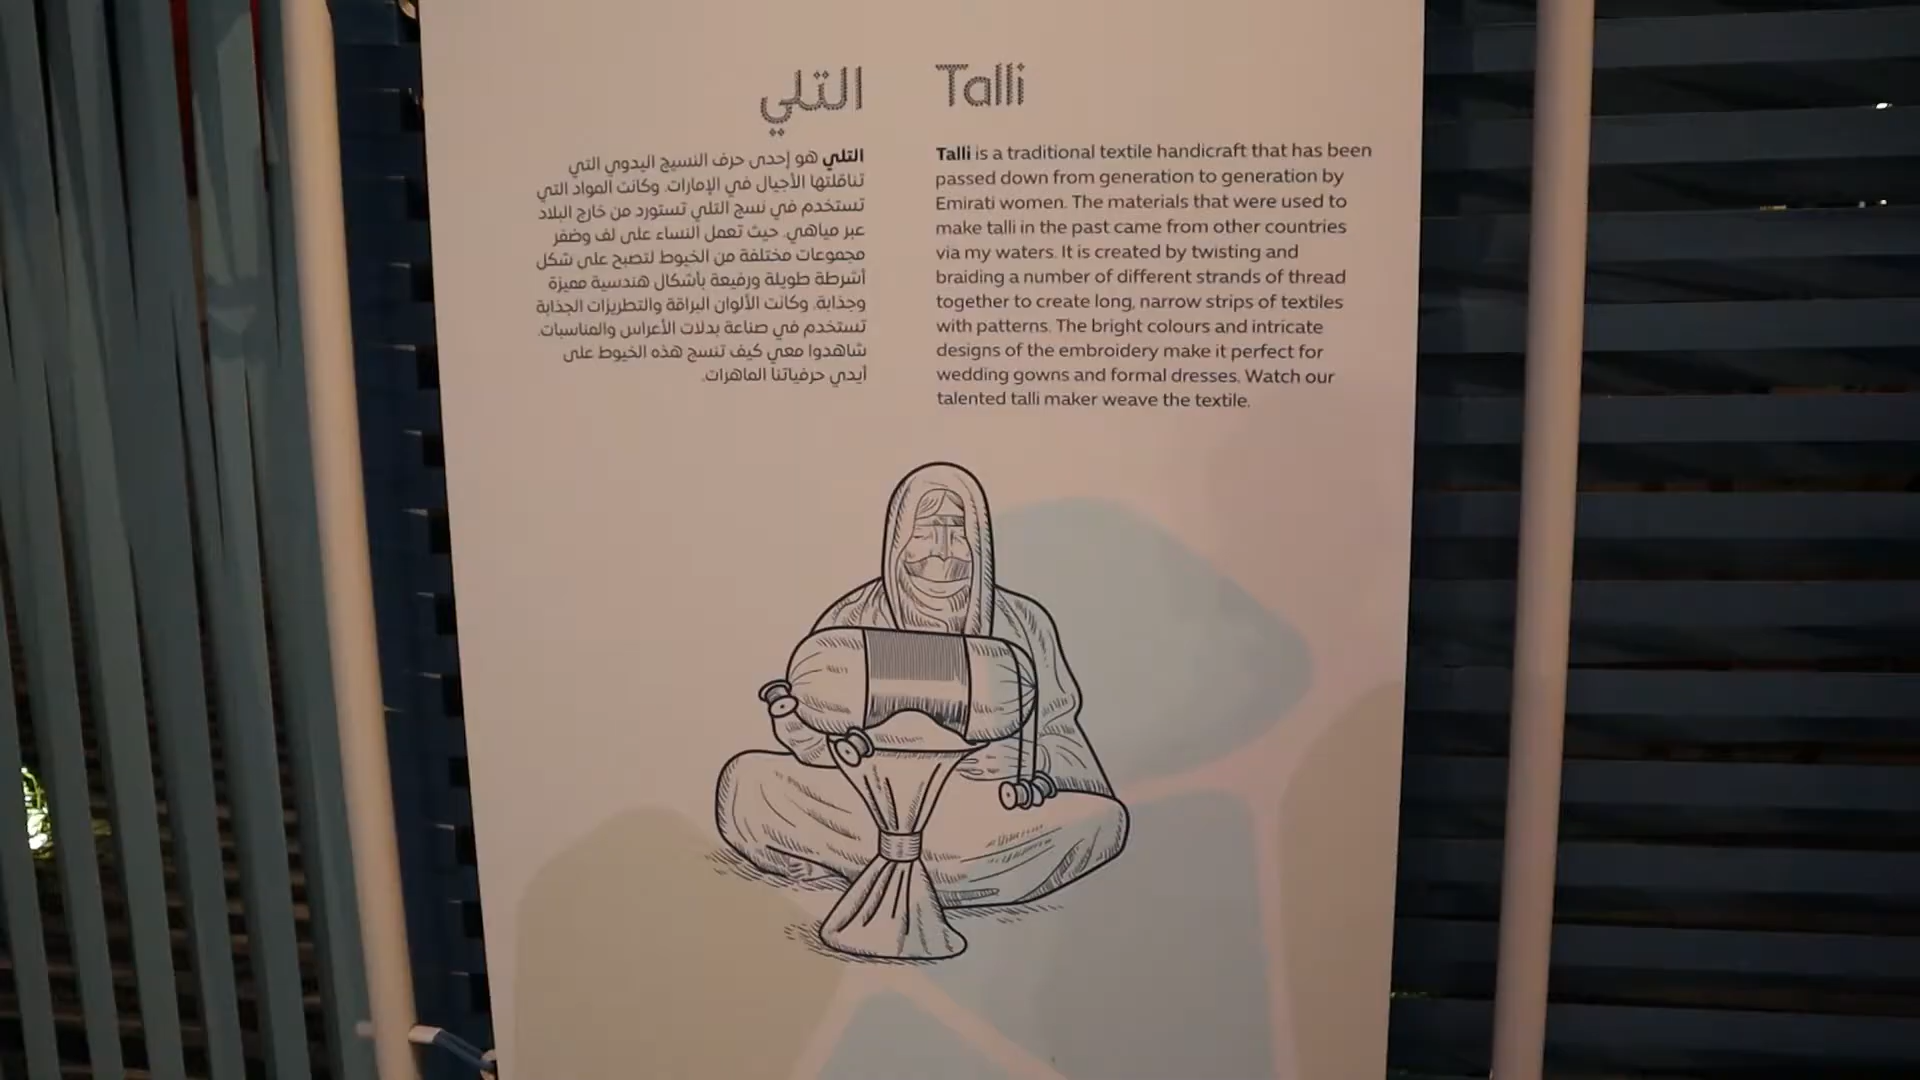 التلي
التلي هو إحدى حرف النسيج اليدوي التي
تناقلتها الأجيال في الإمارات. وكانت المواد التي
تستخدم في نسج التلي تستورد من خارج البلاد
عبر مياهي. حيث تعمل النساء على لف وضفر
مجموعات مختلفة من الخيوط لتصبح على شكل
أشرطة طويلة ورفيعة بأشكال هندسية مميزة
وجذابة. وكانت الألوان البراقة والتطريزات الجذابة
تستخدم في صناعة بدلات الأعراس والمناسبات.
شاهدوا معي كيف تنسج هذه الخيوط على
أيدي حرفياتنا الماهرات.
Talli
Talli is a traditional textile handicraft that has been
passed down from generation to generation by
Emirati women. The materials that were used to
make talli in the past came from other countries
via my waters. It is created by twisting and
braiding a number of different strands of thread
together to create long, narrow strips of textiles
with patterns. The bright colours and intricate
designs of the embroidery make it perfect for
wedding gowns and formal dresses. Watch our
talented talli maker weave the textile.